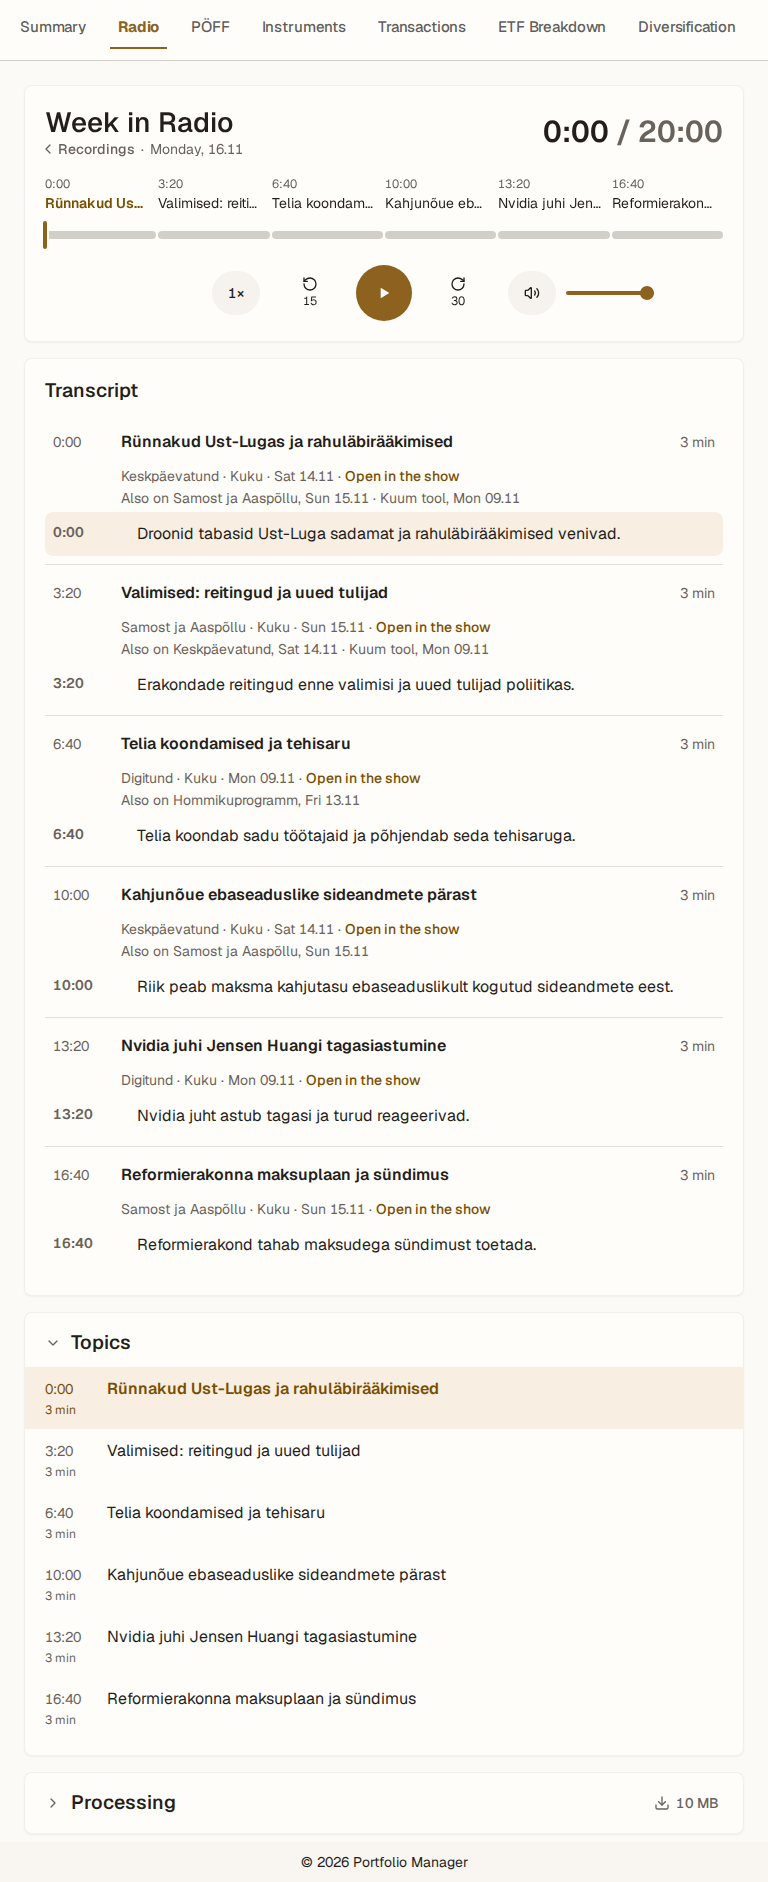 Summary Radio PÖFF Instruments Transactions ETF Breakdown Diversification
Week in Radio
0:00 / 20:00
Recordings · Monday, 16.11
0:00 3:20 6:40 10:00 13:20 16:40
Rünnakud Us… Valimised: reiti… Telia koondam… Kahjunõue eb… Nvidia juhi Jen… Reformierakon…
1× 15 30
Transcript
0:00 Rünnakud Ust-Lugas ja rahuläbirääkimised 3 min
Keskpäevatund · Kuku · Sat 14.11 · Open in the show
Also on Samost ja Aaspõllu, Sun 15.11 · Kuum tool, Mon 09.11
0:00 Droonid tabasid Ust-Luga sadamat ja rahuläbirääkimised venivad.
3:20 Valimised: reitingud ja uued tulijad 3 min
Samost ja Aaspõllu · Kuku · Sun 15.11 · Open in the show
Also on Keskpäevatund, Sat 14.11 · Kuum tool, Mon 09.11
3:20 Erakondade reitingud enne valimisi ja uued tulijad poliitikas.
6:40 Telia koondamised ja tehisaru 3 min
Digitund · Kuku · Mon 09.11 · Open in the show
Also on Hommikuprogramm, Fri 13.11
6:40 Telia koondab sadu töötajaid ja põhjendab seda tehisaruga.
10:00 Kahjunõue ebaseaduslike sideandmete pärast 3 min
Keskpäevatund · Kuku · Sat 14.11 · Open in the show
Also on Samost ja Aaspõllu, Sun 15.11
10:00 Riik peab maksma kahjutasu ebaseaduslikult kogutud sideandmete eest.
13:20 Nvidia juhi Jensen Huangi tagasiastumine 3 min
Digitund · Kuku · Mon 09.11 · Open in the show
13:20 Nvidia juht astub tagasi ja turud reageerivad.
16:40 Reformierakonna maksuplaan ja sündimus 3 min
Samost ja Aaspõllu · Kuku · Sun 15.11 · Open in the show
16:40 Reformierakond tahab maksudega sündimust toetada.
Topics
0:00 Rünnakud Ust-Lugas ja rahuläbirääkimised
3 min
3:20 Valimised: reitingud ja uued tulijad
3 min
6:40 Telia koondamised ja tehisaru
3 min
10:00 Kahjunõue ebaseaduslike sideandmete pärast
3 min
13:20 Nvidia juhi Jensen Huangi tagasiastumine
3 min
16:40 Reformierakonna maksuplaan ja sündimus
3 min
Processing 10 MB
© 2026 Portfolio Manager